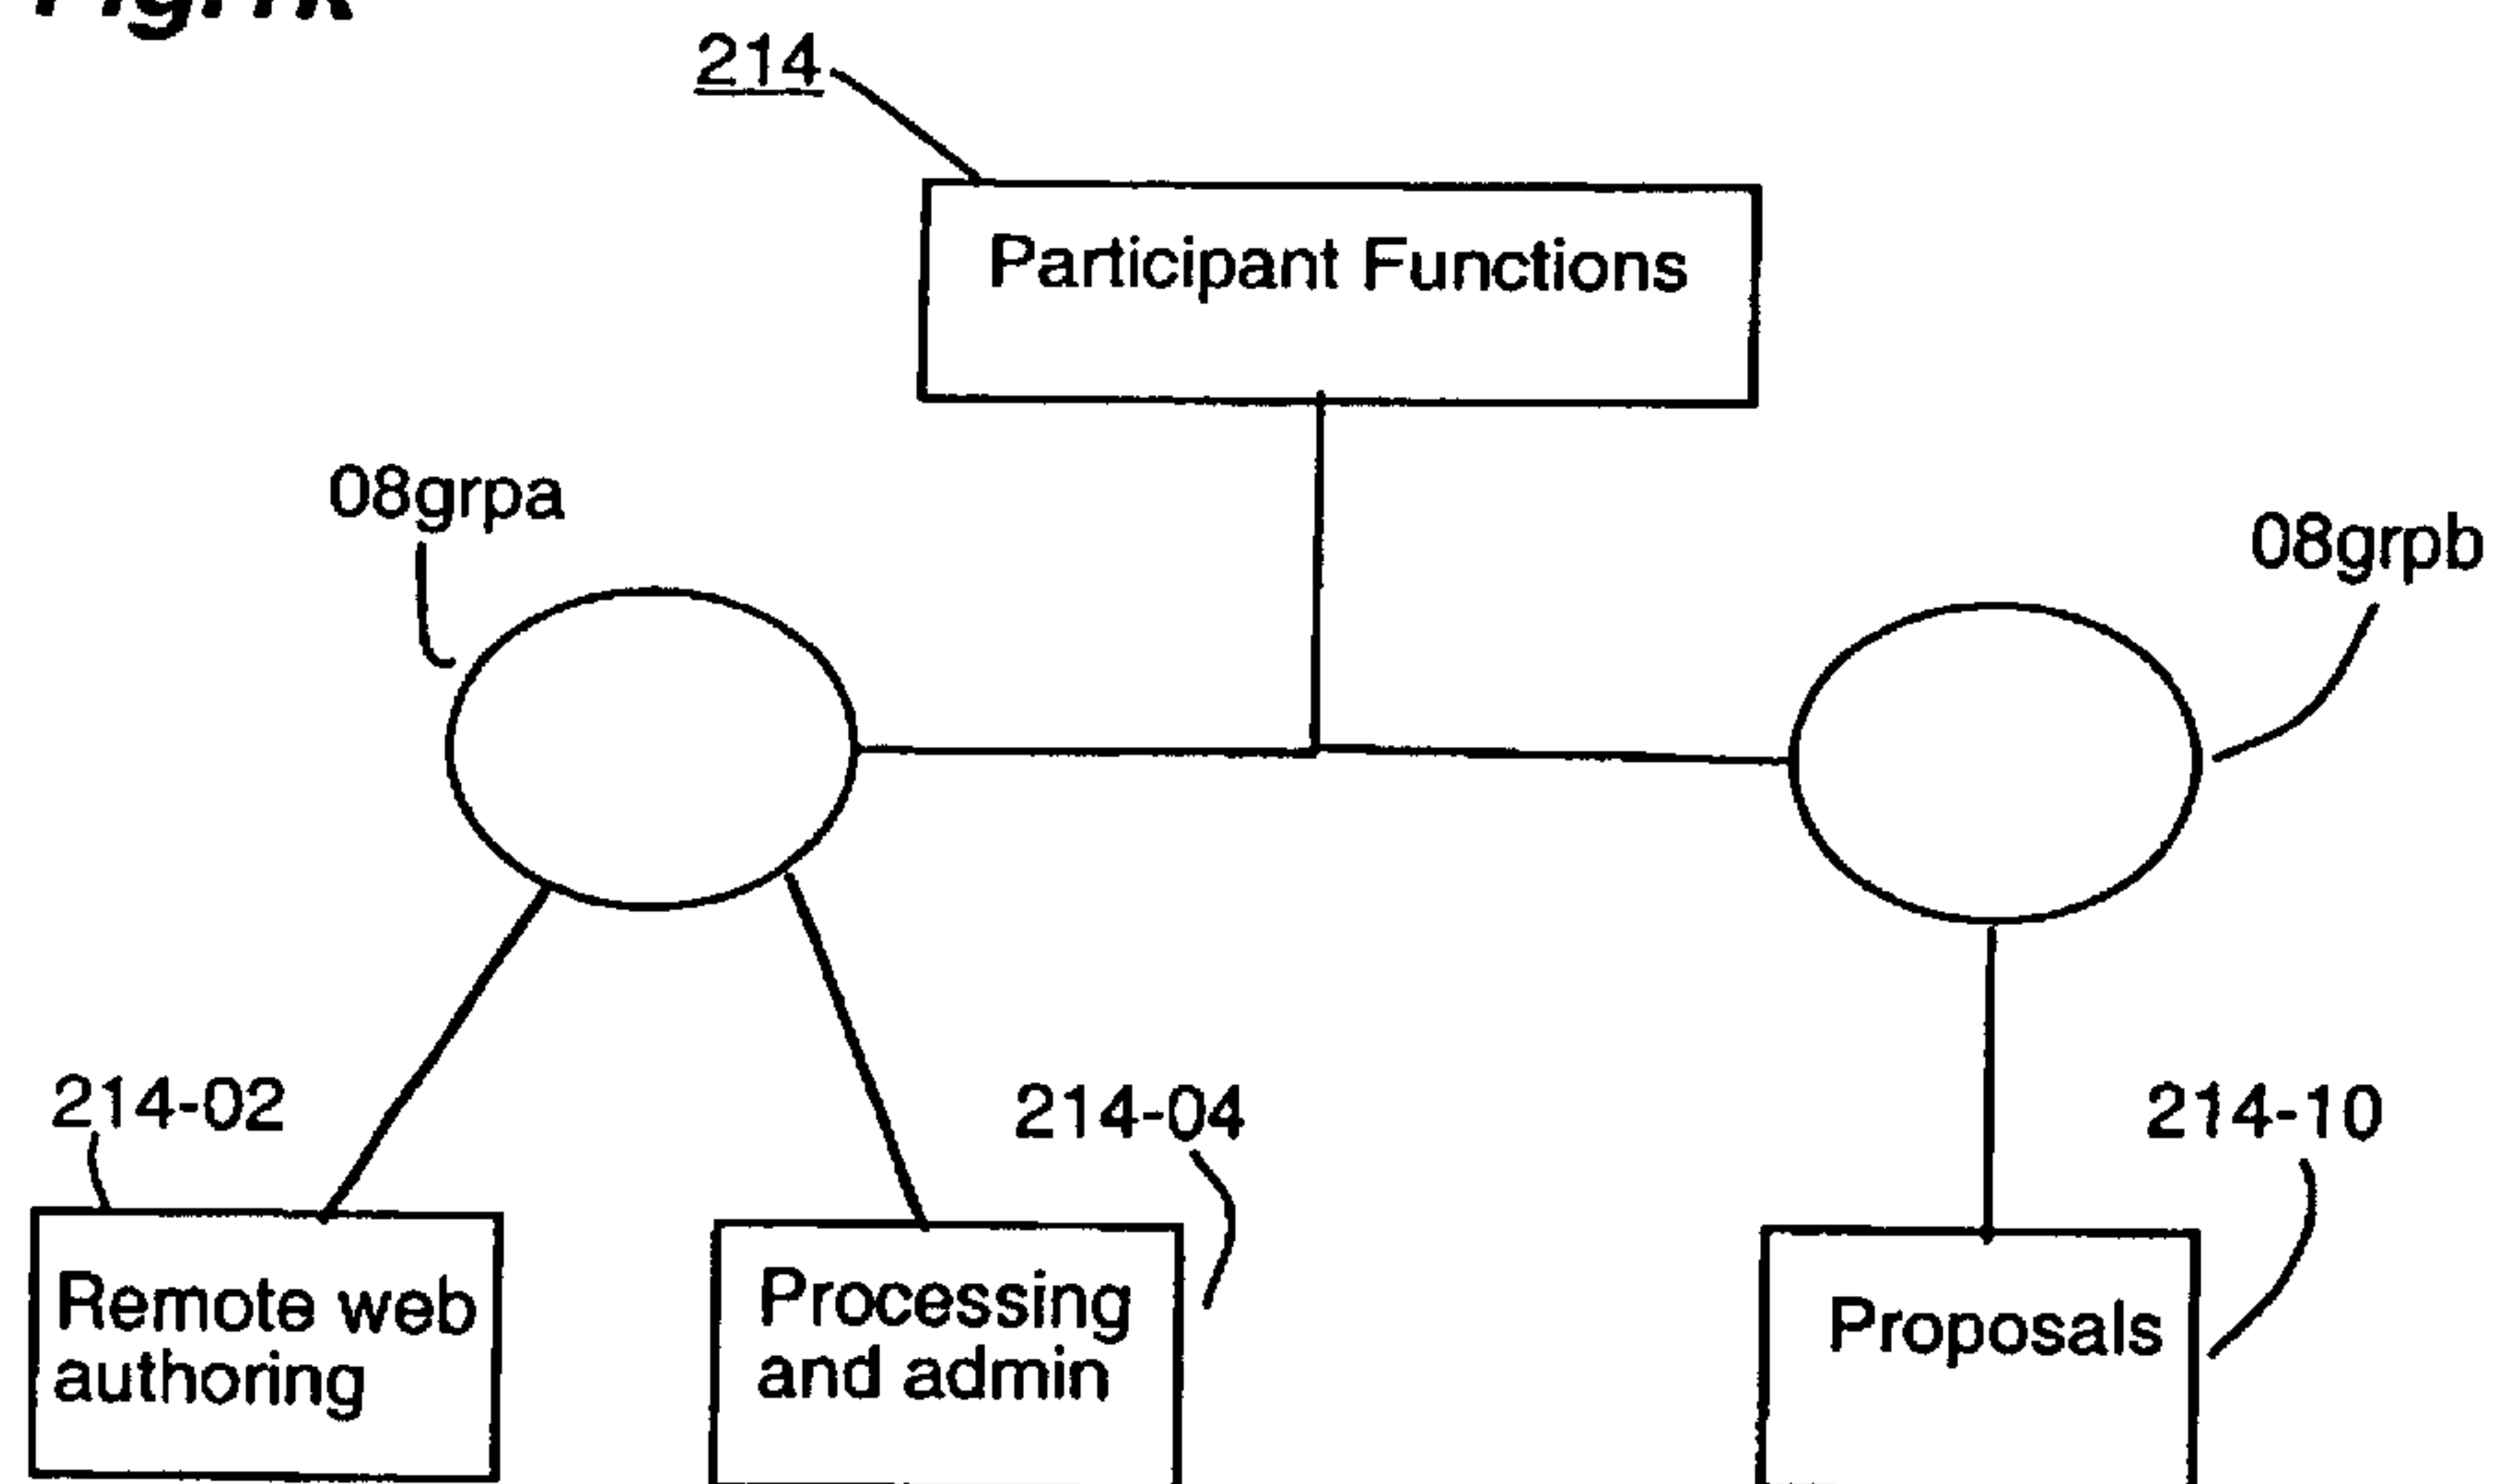 214
Participant Functions
08grpa
08grpb
214-02
214-04
214-10
Remote web
authoring
Processing
and admin
Proposals